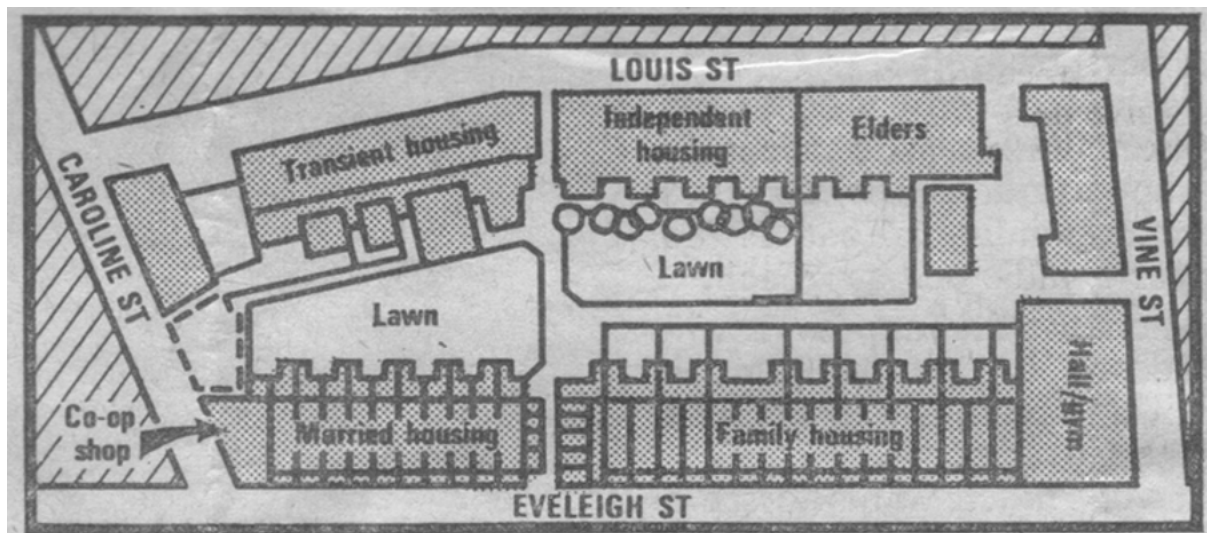 LOUIS ST
Independent
housing
Elders
Transient housing
CAROLINE ST
VINE ST
Lawn
Lawn
Hall/gym
Co-op
shop
Married housing
Family housing
EVELEIGH ST